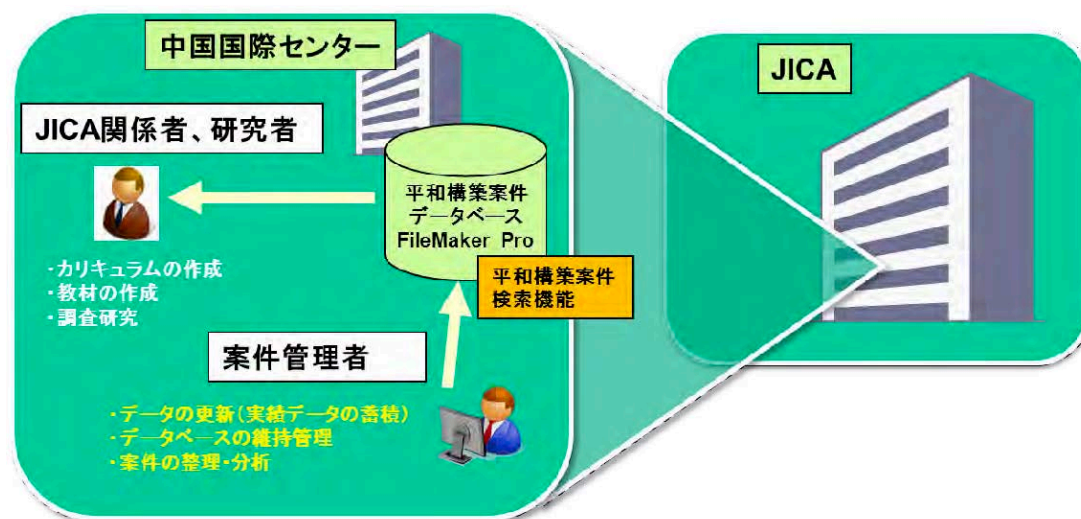 中国国際センター
JICA
JICA関係者、研究者
平和構築案件
データベース
FileMaker Pro
・カリキュラムの作成
・教材の作成
・調査研究
平和構築案件
検索機能
案件管理者
・データの更新(実績データの蓄積)
・データベースの維持管理
・案件の整理・分析